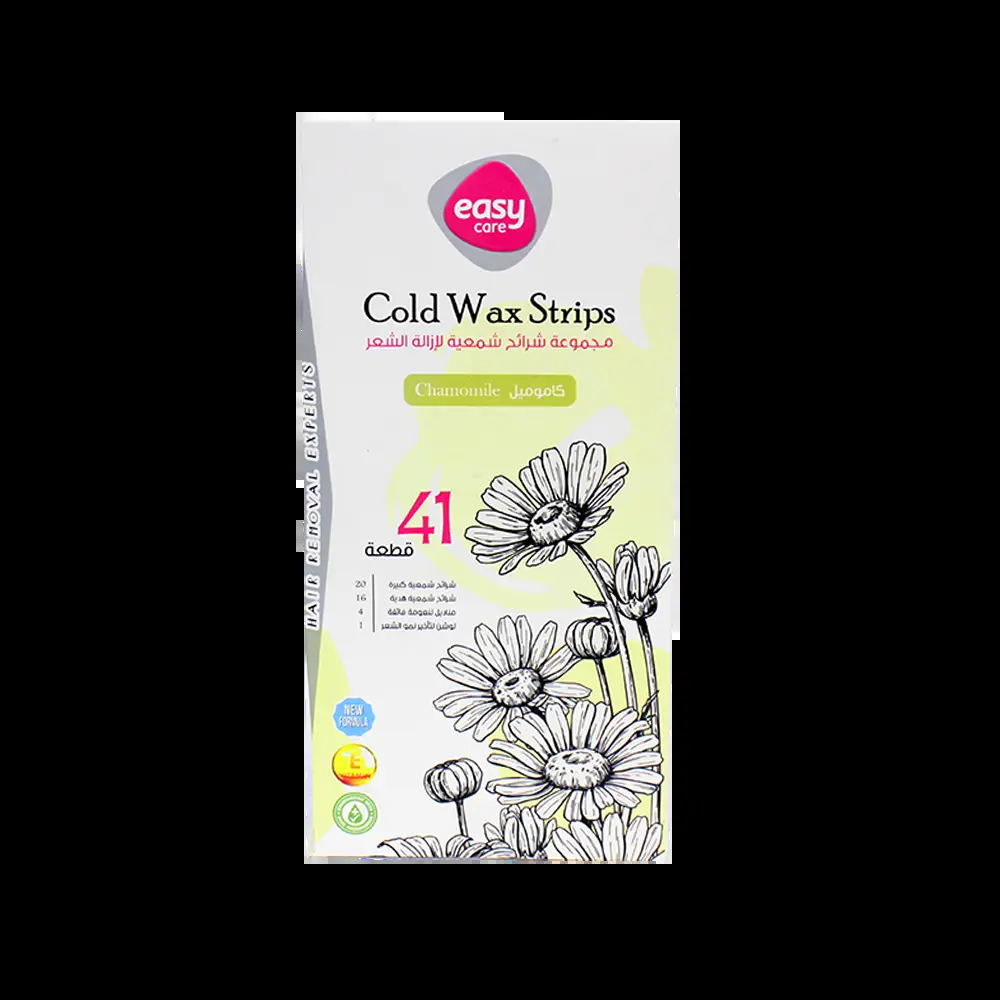 easy
care
Cold Wax Strips
مجموعة شرائح شمعية لإزالة الشعر
Chamomile كاموميل
41
قطعة
شرائح شمعية كبيرة 20
شرائح شمعية هدية 16
مناديل لنعومة فائقة 4
لوشن لتأخير نمو الشعر 1
HAIR REMOVAL EXPERTS
NEW
FORMULA
E